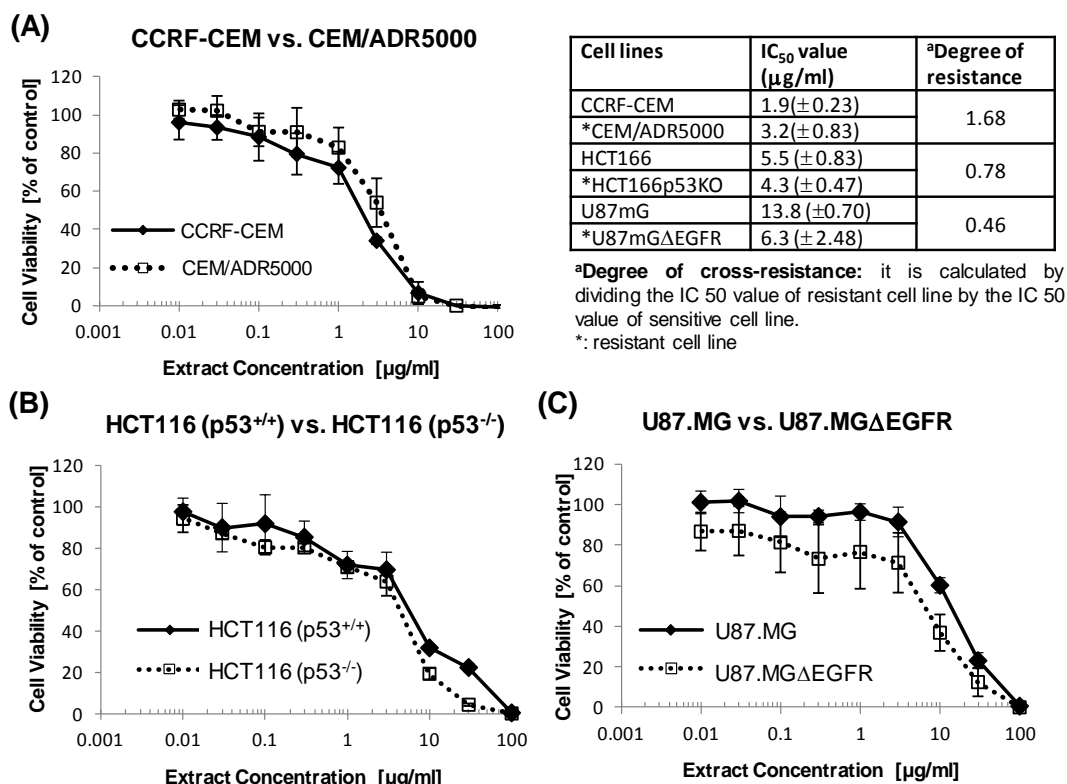 (A)
CCRF-CEM vs. CEM/ADR5000
Cell Viability [% of control]
120
100
80
60
40
20
0
CCRF-CEM
CEM/ADR5000
0.001 0.01 0.1 1 10 100
Extract Concentration [µg/ml]
Cell lines IC50 value (µg/ml) ᵃDegree of resistance
CCRF-CEM 1.9(±0.23) 1.68
*CEM/ADR5000 3.2(±0.83)
HCT166 5.5 (±0.83) 0.78
*HCT166p53KO 4.3 (±0.47)
U87mG 13.8 (±0.70) 0.46
*U87mGΔEGFR 6.3 (±2.48)
ᵃDegree of cross-resistance: it is calculated by
dividing the IC 50 value of resistant cell line by the IC 50
value of sensitive cell line.
*: resistant cell line
(B)
HCT116 (p53+/+) vs. HCT116 (p53-/-)
Cell Viability [% of control]
120
100
80
60
40
20
0
HCT116 (p53+/+)
HCT116 (p53-/-)
0.001 0.01 0.1 1 10 100
Extract Concentration [µg/ml]
(C)
U87.MG vs. U87.MGΔEGFR
Cell Viability [% of control]
120
100
80
60
40
20
0
U87.MG
U87.MGΔEGFR
0.001 0.01 0.1 1 10 100
Extract Concentration [µg/ml]